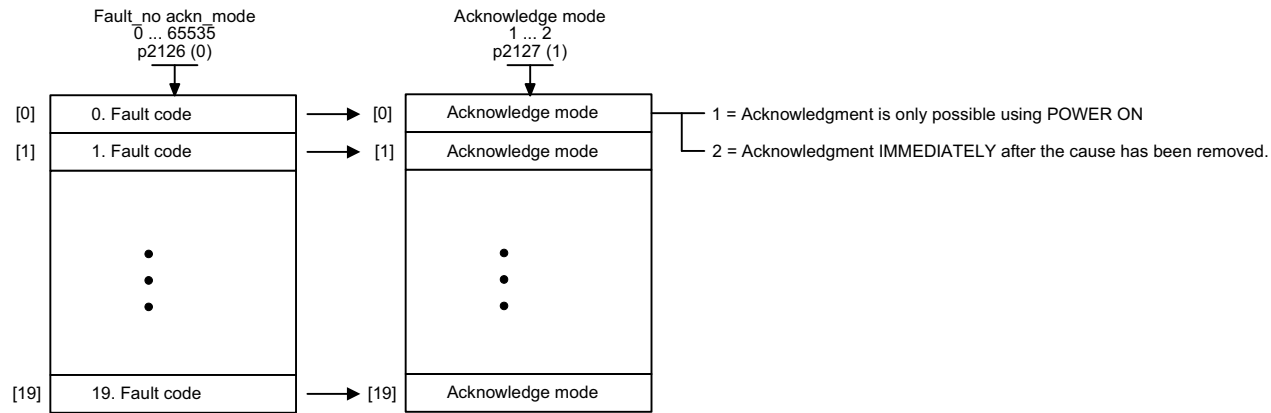 Fault_no ackn_mode
0 ... 65535
p2126 (0)
Acknowledge mode
1 ... 2
p2127 (1)
[0] 0. Fault code [0] Acknowledge mode 1 = Acknowledgment is only possible using POWER ON
[1] 1. Fault code [1] Acknowledge mode 2 = Acknowledgment IMMEDIATELY after the cause has been removed.
[19] 19. Fault code [19] Acknowledge mode